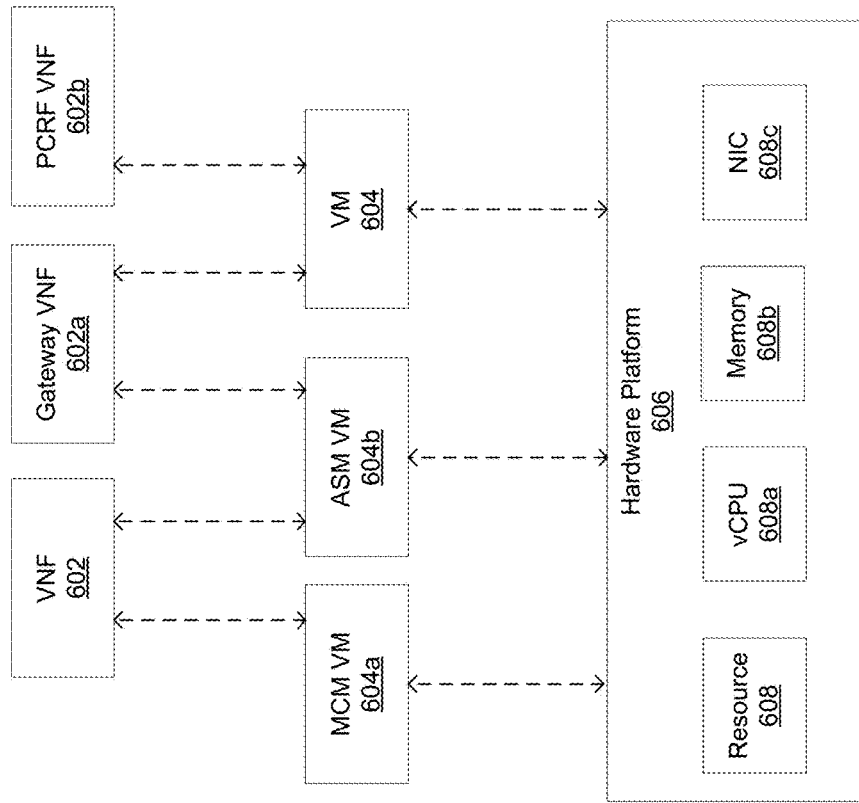 VNF
602
Gateway VNF
602a
PCRF VNF
602b
MCM VM
604a
ASM VM
604b
VM
604
Hardware Platform
606
Resource
608
vCPU
608a
Memory
608b
NIC
608c